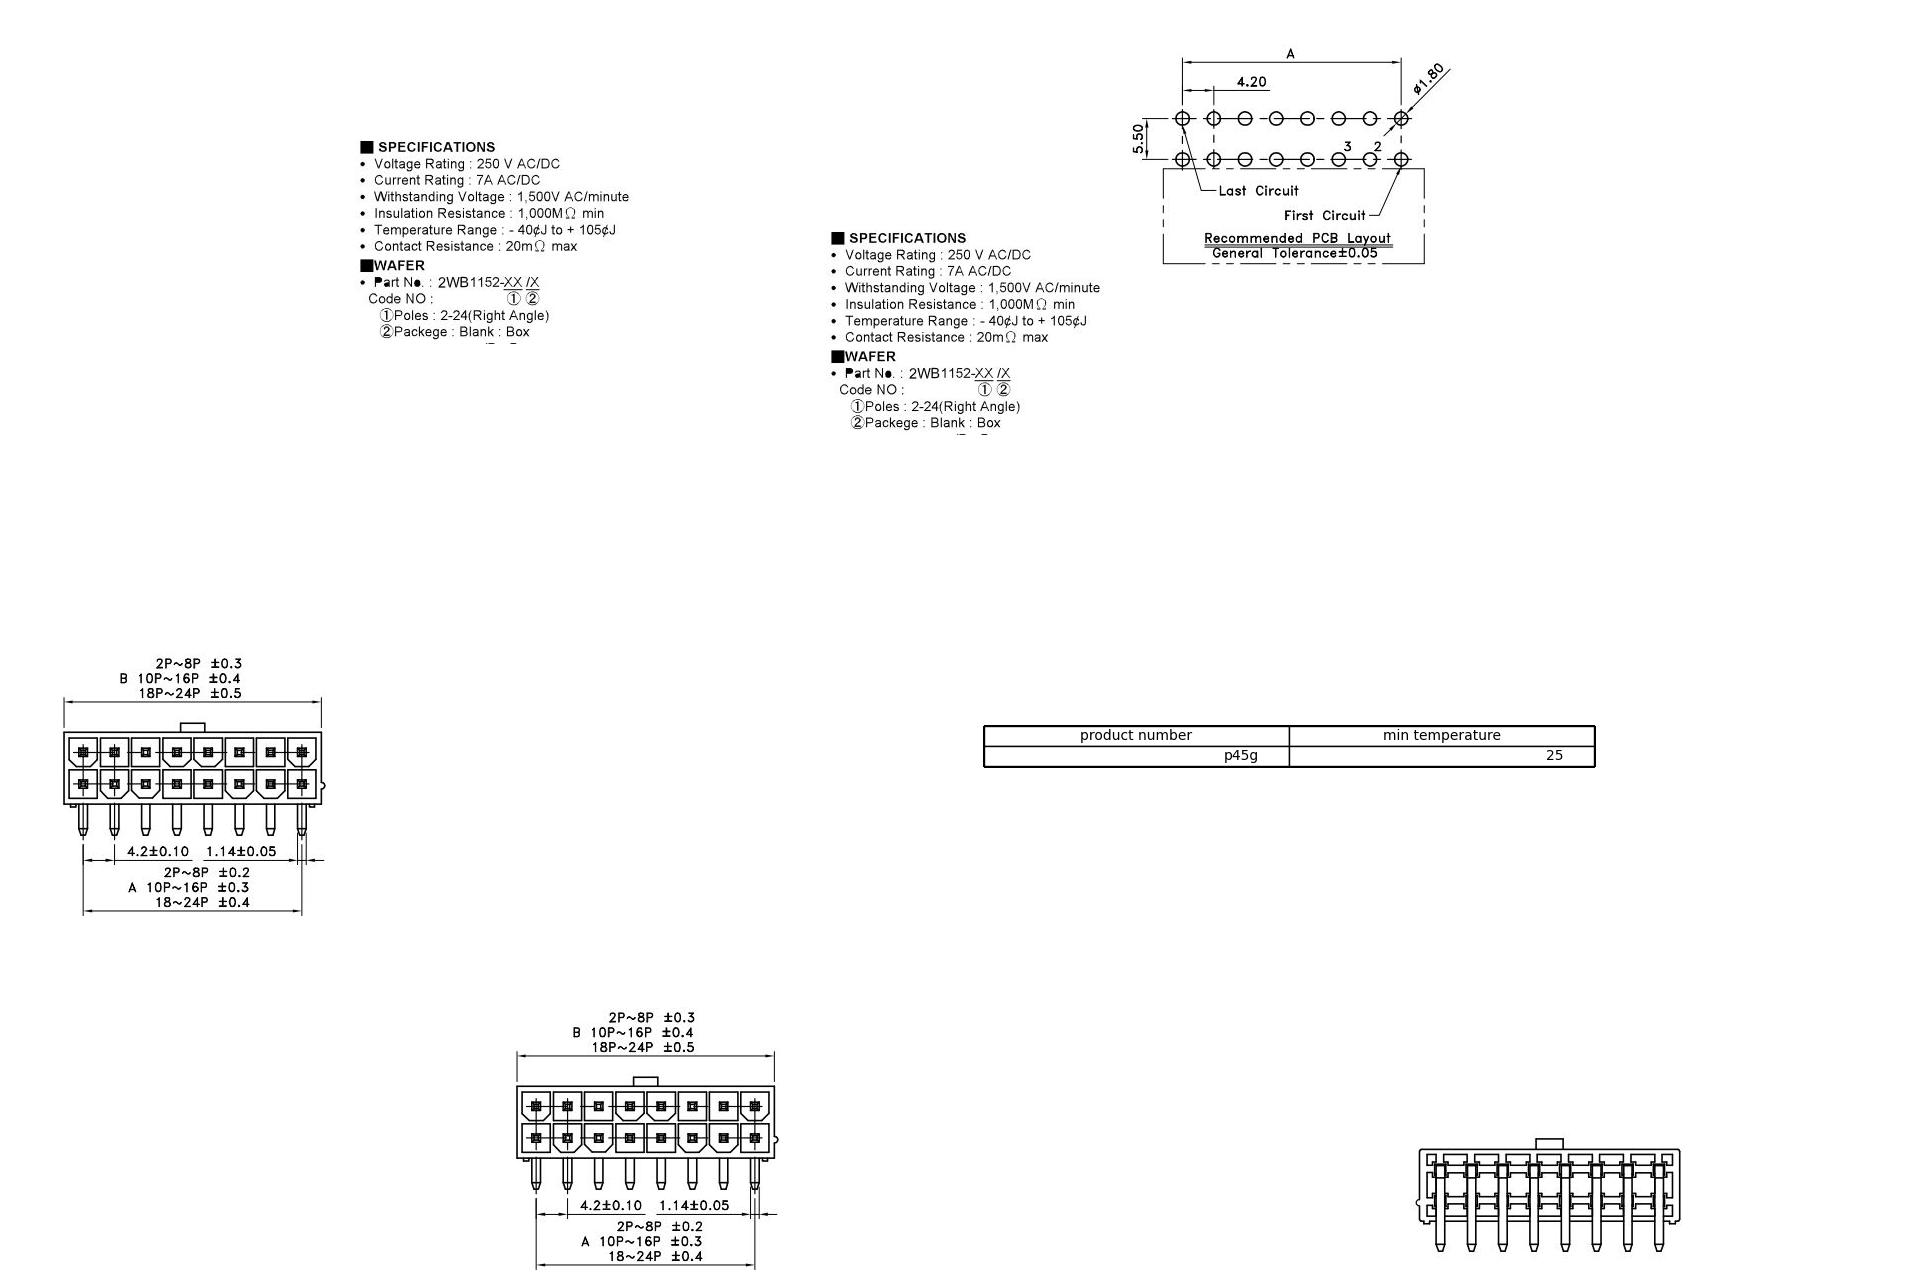 A
4.20
ø1.80
5.50
3 2
Last Circuit
First Circuit
Recommended PCB Layout
General Tolerance±0.05
■ SPECIFICATIONS
• Voltage Rating : 250 V AC/DC
• Current Rating : 7A AC/DC
• Withstanding Voltage : 1,500V AC/minute
• Insulation Resistance : 1,000MΩ min
• Temperature Range : - 40¢J to + 105¢J
• Contact Resistance : 20mΩ max
■WAFER
• Part No. : 2WB1152-XX /X
Code NO : ① ②
①Poles : 2-24(Right Angle)
②Packege : Blank : Box
■ SPECIFICATIONS
• Voltage Rating : 250 V AC/DC
• Current Rating : 7A AC/DC
• Withstanding Voltage : 1,500V AC/minute
• Insulation Resistance : 1,000MΩ min
• Temperature Range : - 40¢J to + 105¢J
• Contact Resistance : 20mΩ max
■WAFER
• Part No. : 2WB1152-XX /X
Code NO : ① ②
①Poles : 2-24(Right Angle)
②Packege : Blank : Box
2P~8P ±0.3
B 10P~16P ±0.4
18P~24P ±0.5
4.2±0.10 1.14±0.05
2P~8P ±0.2
A 10P~16P ±0.3
18~24P ±0.4
product number min temperature
p45g 25
2P~8P ±0.3
B 10P~16P ±0.4
18P~24P ±0.5
4.2±0.10 1.14±0.05
2P~8P ±0.2
A 10P~16P ±0.3
18~24P ±0.4